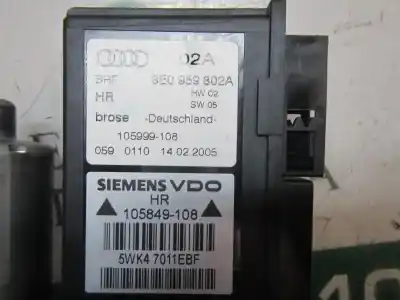 02A
BRF 8E0 959 802A
HR HW 02
SW 05
brose -Deutschland-
105999-108
059 0110 14.02.2005
SIEMENS VDO
HR
105849-108
5WK4 7011EBF